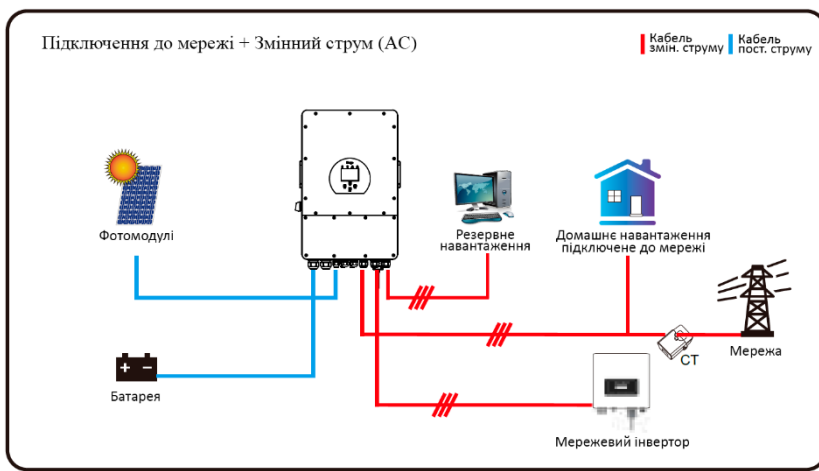 Підключення до мережі + Змінний струм (AC)
Кабель
змін. струму
Кабель
пост. струму
Фотомодулі
Резервне
навантаження
Домашнє навантаження
підключене до мережі
CT
Мережа
Батарея
Мережевий інвертор